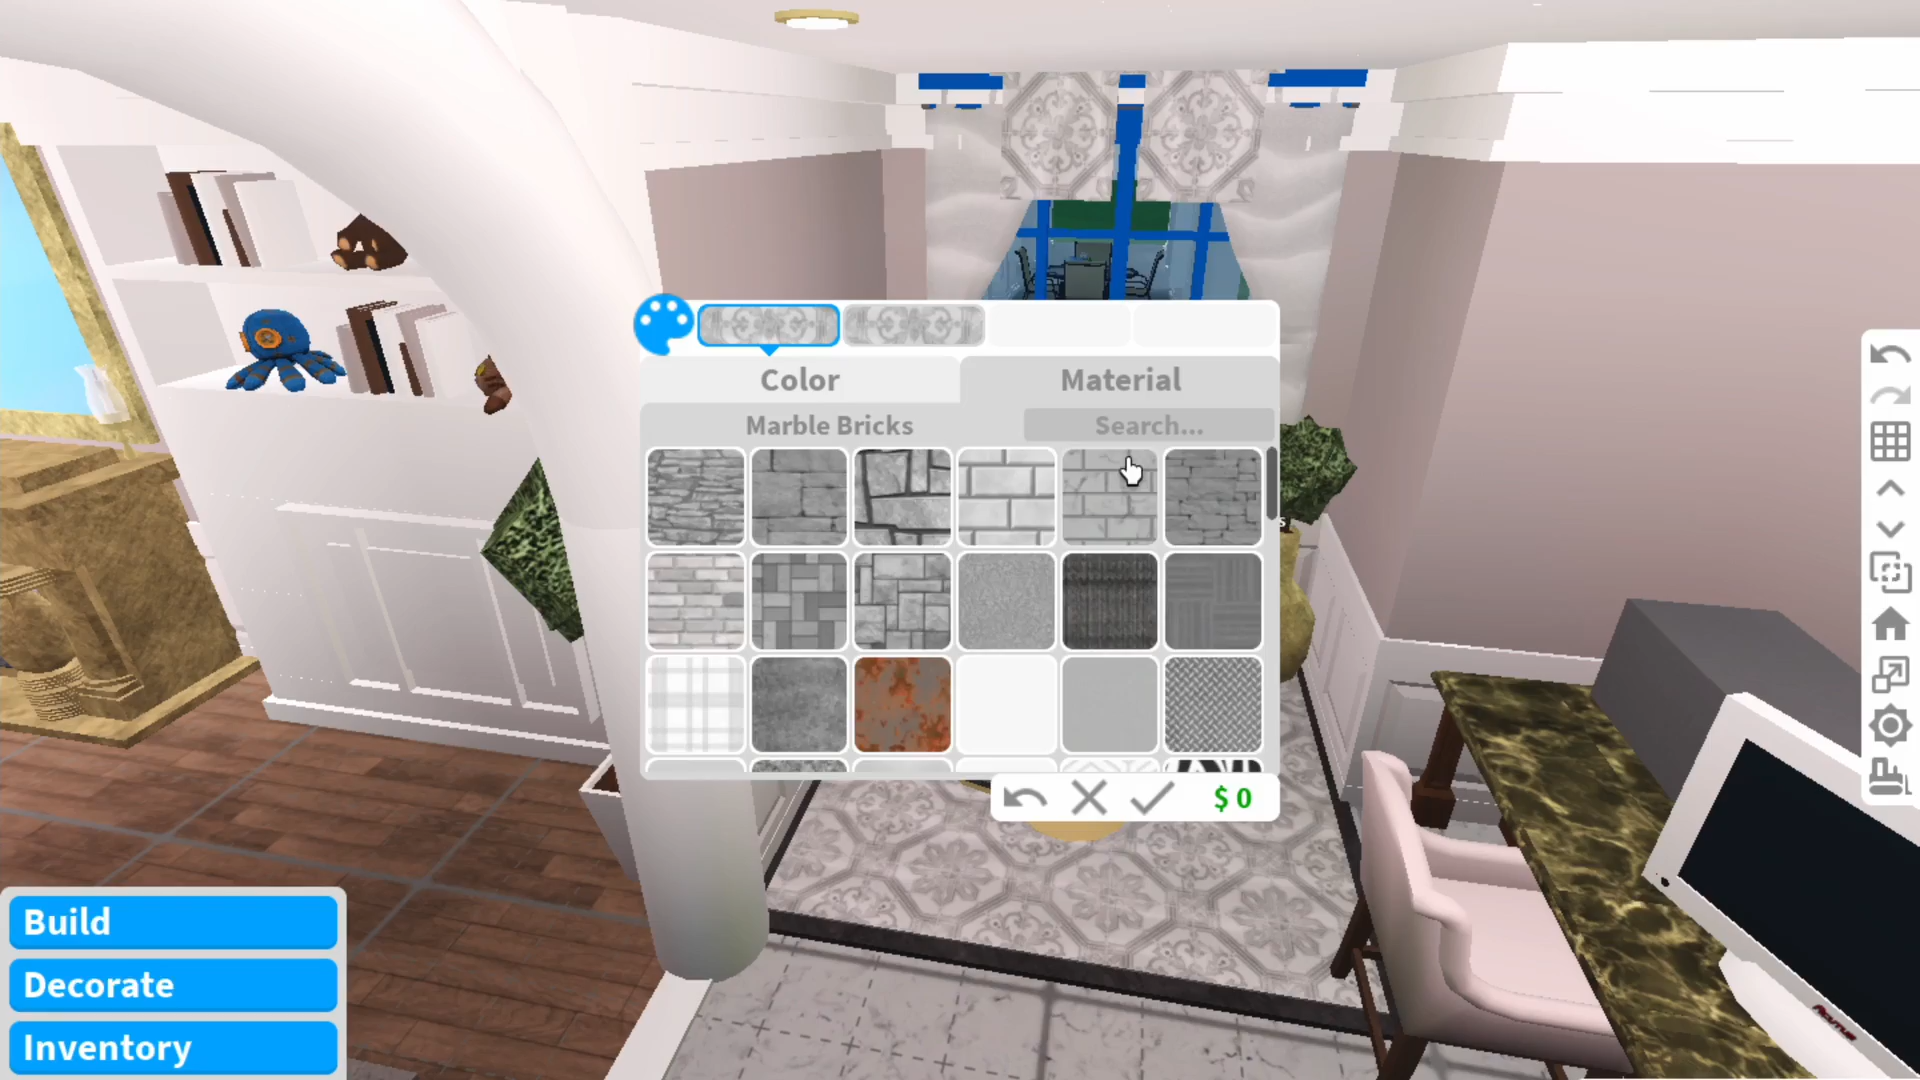 Color
Material
Marble Bricks
Search...
$ 0
Build
Decorate
Inventory